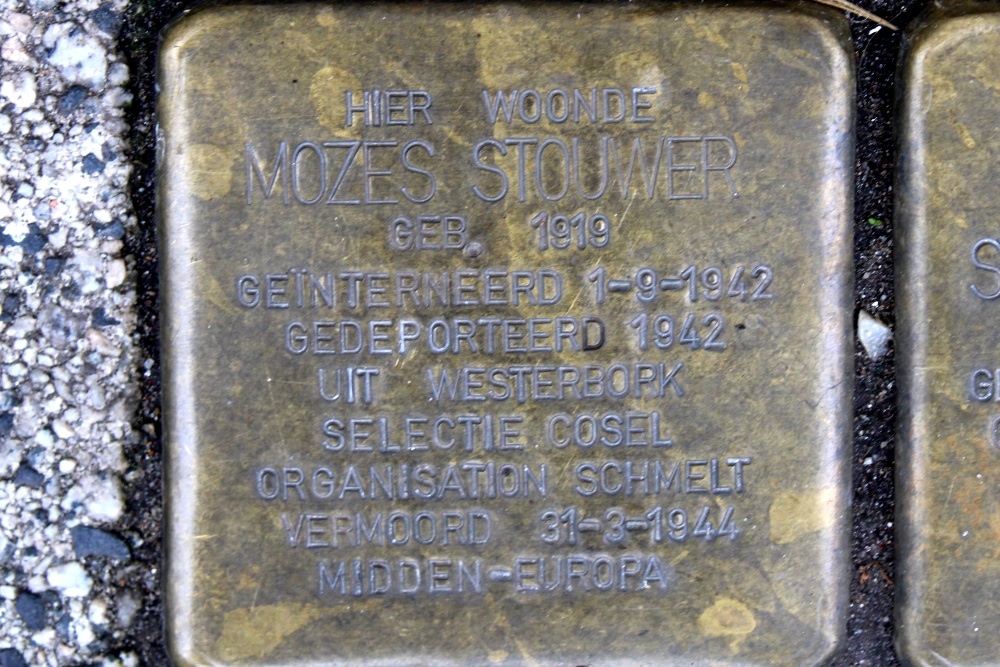 HIER WOONDE
MOZES STOUWER
GEB. 1919
GEÏNTERNEERD 1-9-1942
GEDEPORTEERD 1942
UIT WESTERBORK
SELECTIE COSEL
ORGANISATION SCHMELT
VERMOORD 31-3-1944
MIDDEN-EUROPA